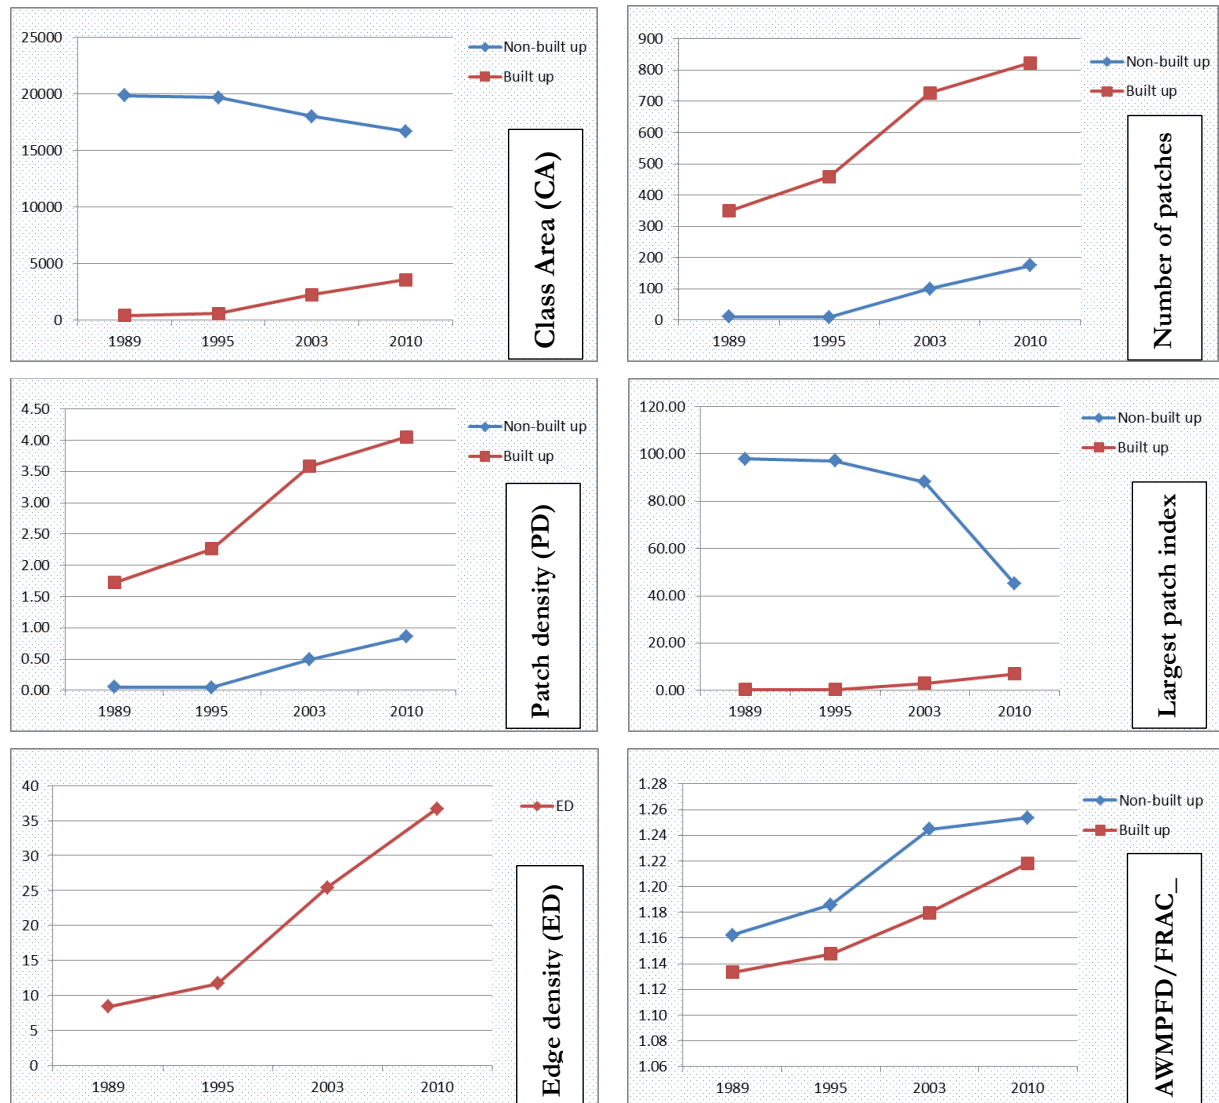 25000
20000
15000
10000
5000
0
1989 1995 2003 2010
Non-built up
Built up
Class Area (CA)
900
800
700
600
500
400
300
200
100
0
1989 1995 2003 2010
Non-built up
Built up
Number of patches
4.50
4.00
3.50
3.00
2.50
2.00
1.50
1.00
0.50
0.00
1989 1995 2003 2010
Non-built up
Built up
Patch density (PD)
120.00
100.00
80.00
60.00
40.00
20.00
0.00
1989 1995 2003 2010
Non-built up
Built up
Largest patch index
40
35
30
25
20
15
10
5
0
1989 1995 2003 2010
ED
Edge density (ED)
1.28
1.26
1.24
1.22
1.20
1.18
1.16
1.14
1.12
1.10
1.08
1.06
1989 1995 2003 2010
Non-built up
Built up
AWMPFD/FRAC_